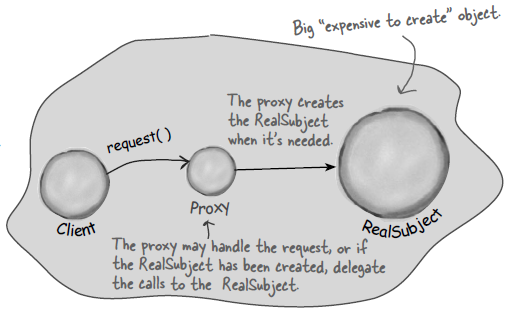 Big “expensive to create” object.
The proxy creates
the RealSubject
when it's needed.
request( )
Client
Proxy
RealSubject
The proxy may handle the request, or if
the RealSubject has been created, delegate
the calls to the RealSubject.